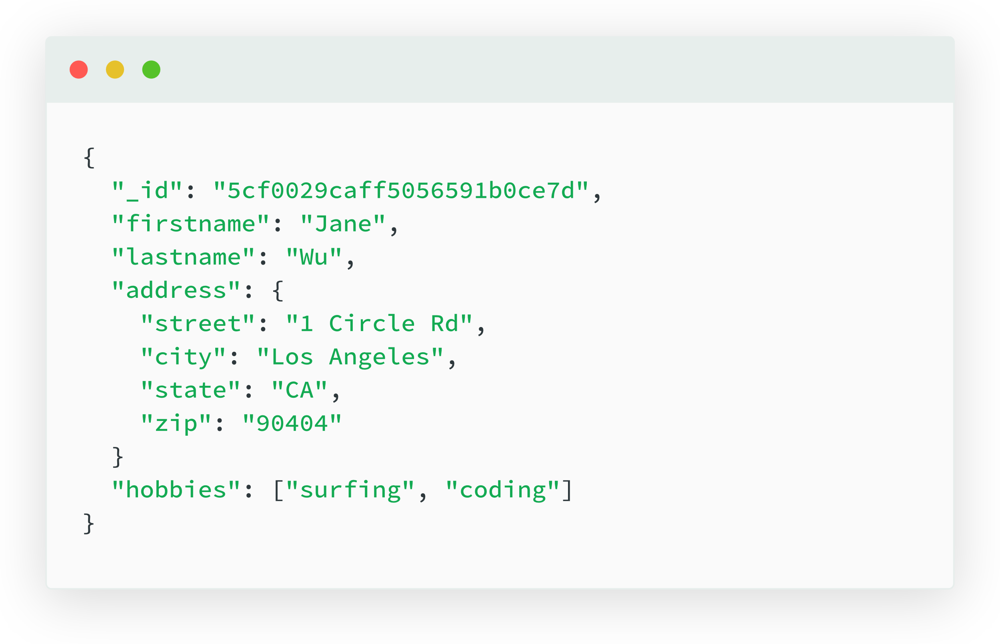 {
  "_id": "5cf0029caff5056591b0ce7d",
  "firstname": "Jane",
  "lastname": "Wu",
  "address": {
    "street": "1 Circle Rd",
    "city": "Los Angeles",
    "state": "CA",
    "zip": "90404"
  }
  "hobbies": ["surfing", "coding"]
}